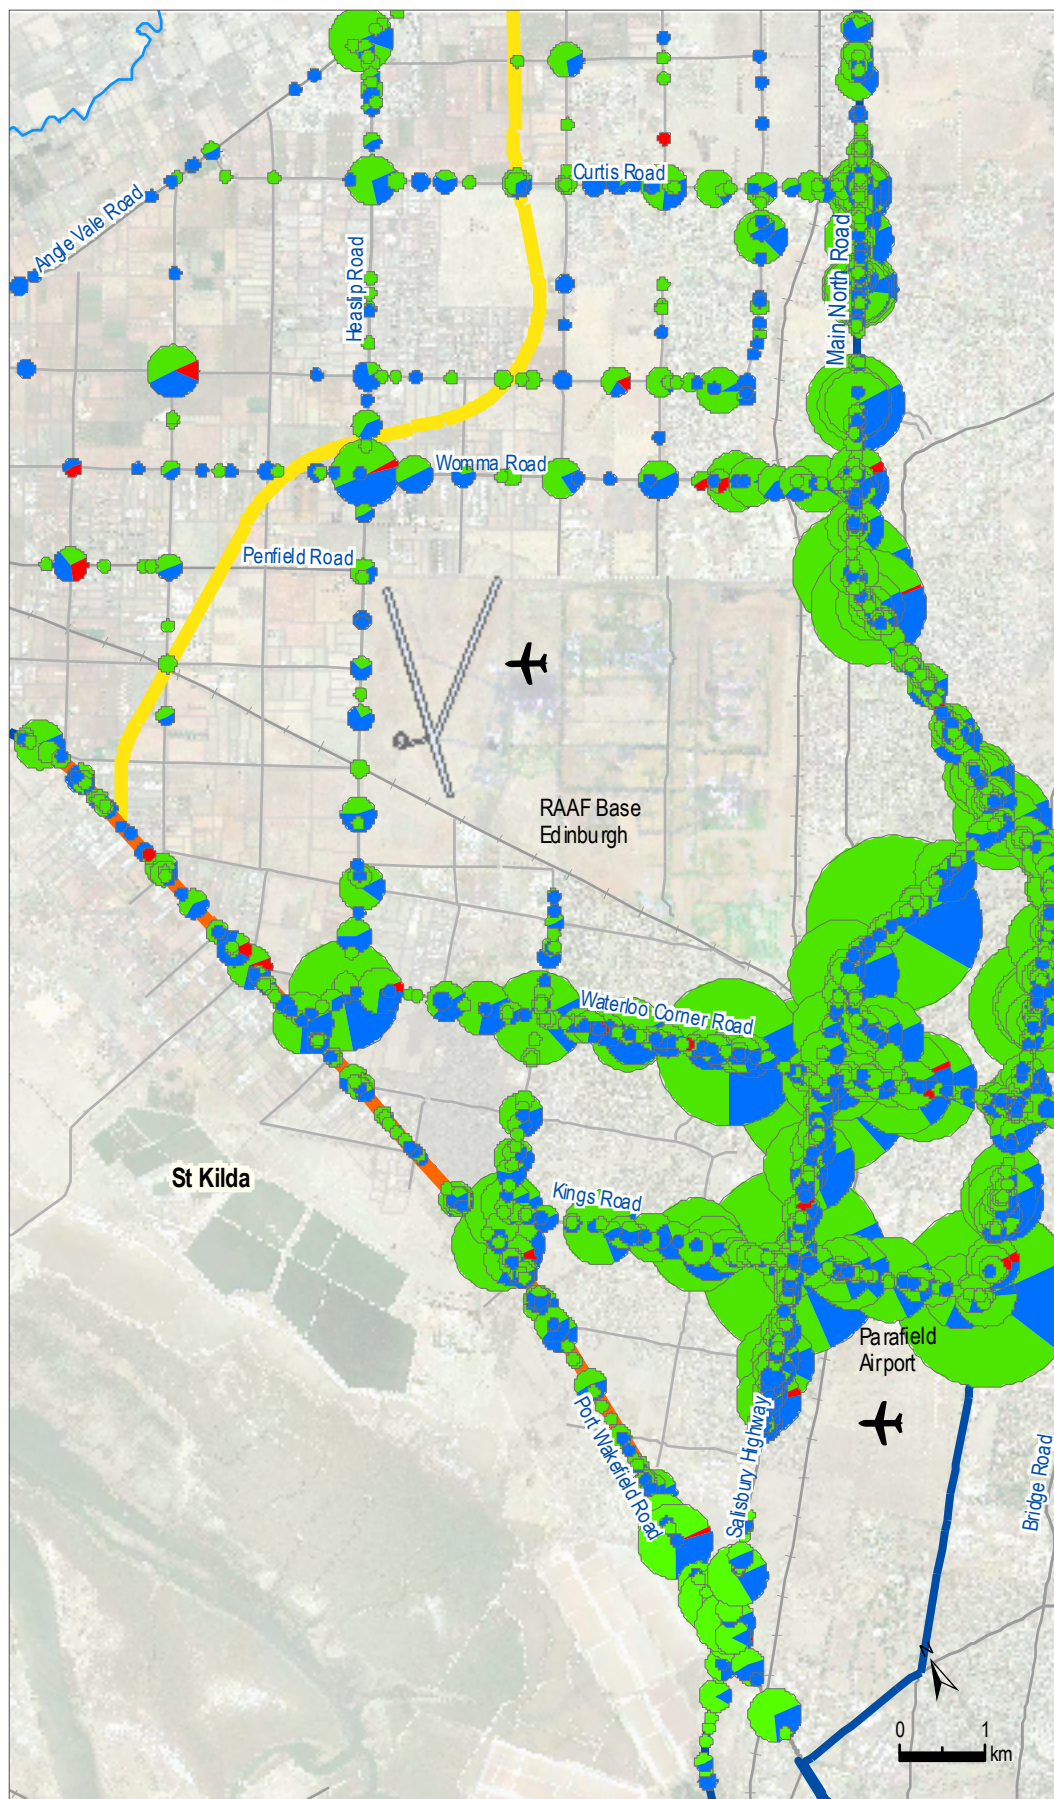 Curtis Road
Angle Vale Road
Heaslip Road
Main North Road
Womma Road
Penfield Road
RAAF Base
Edinburgh
Waterloo Corner Road
St Kilda
Kings Road
Parafield
Airport
Port Wakefield Road
Salisbury Highway
Bridge Road
N
0 1
km